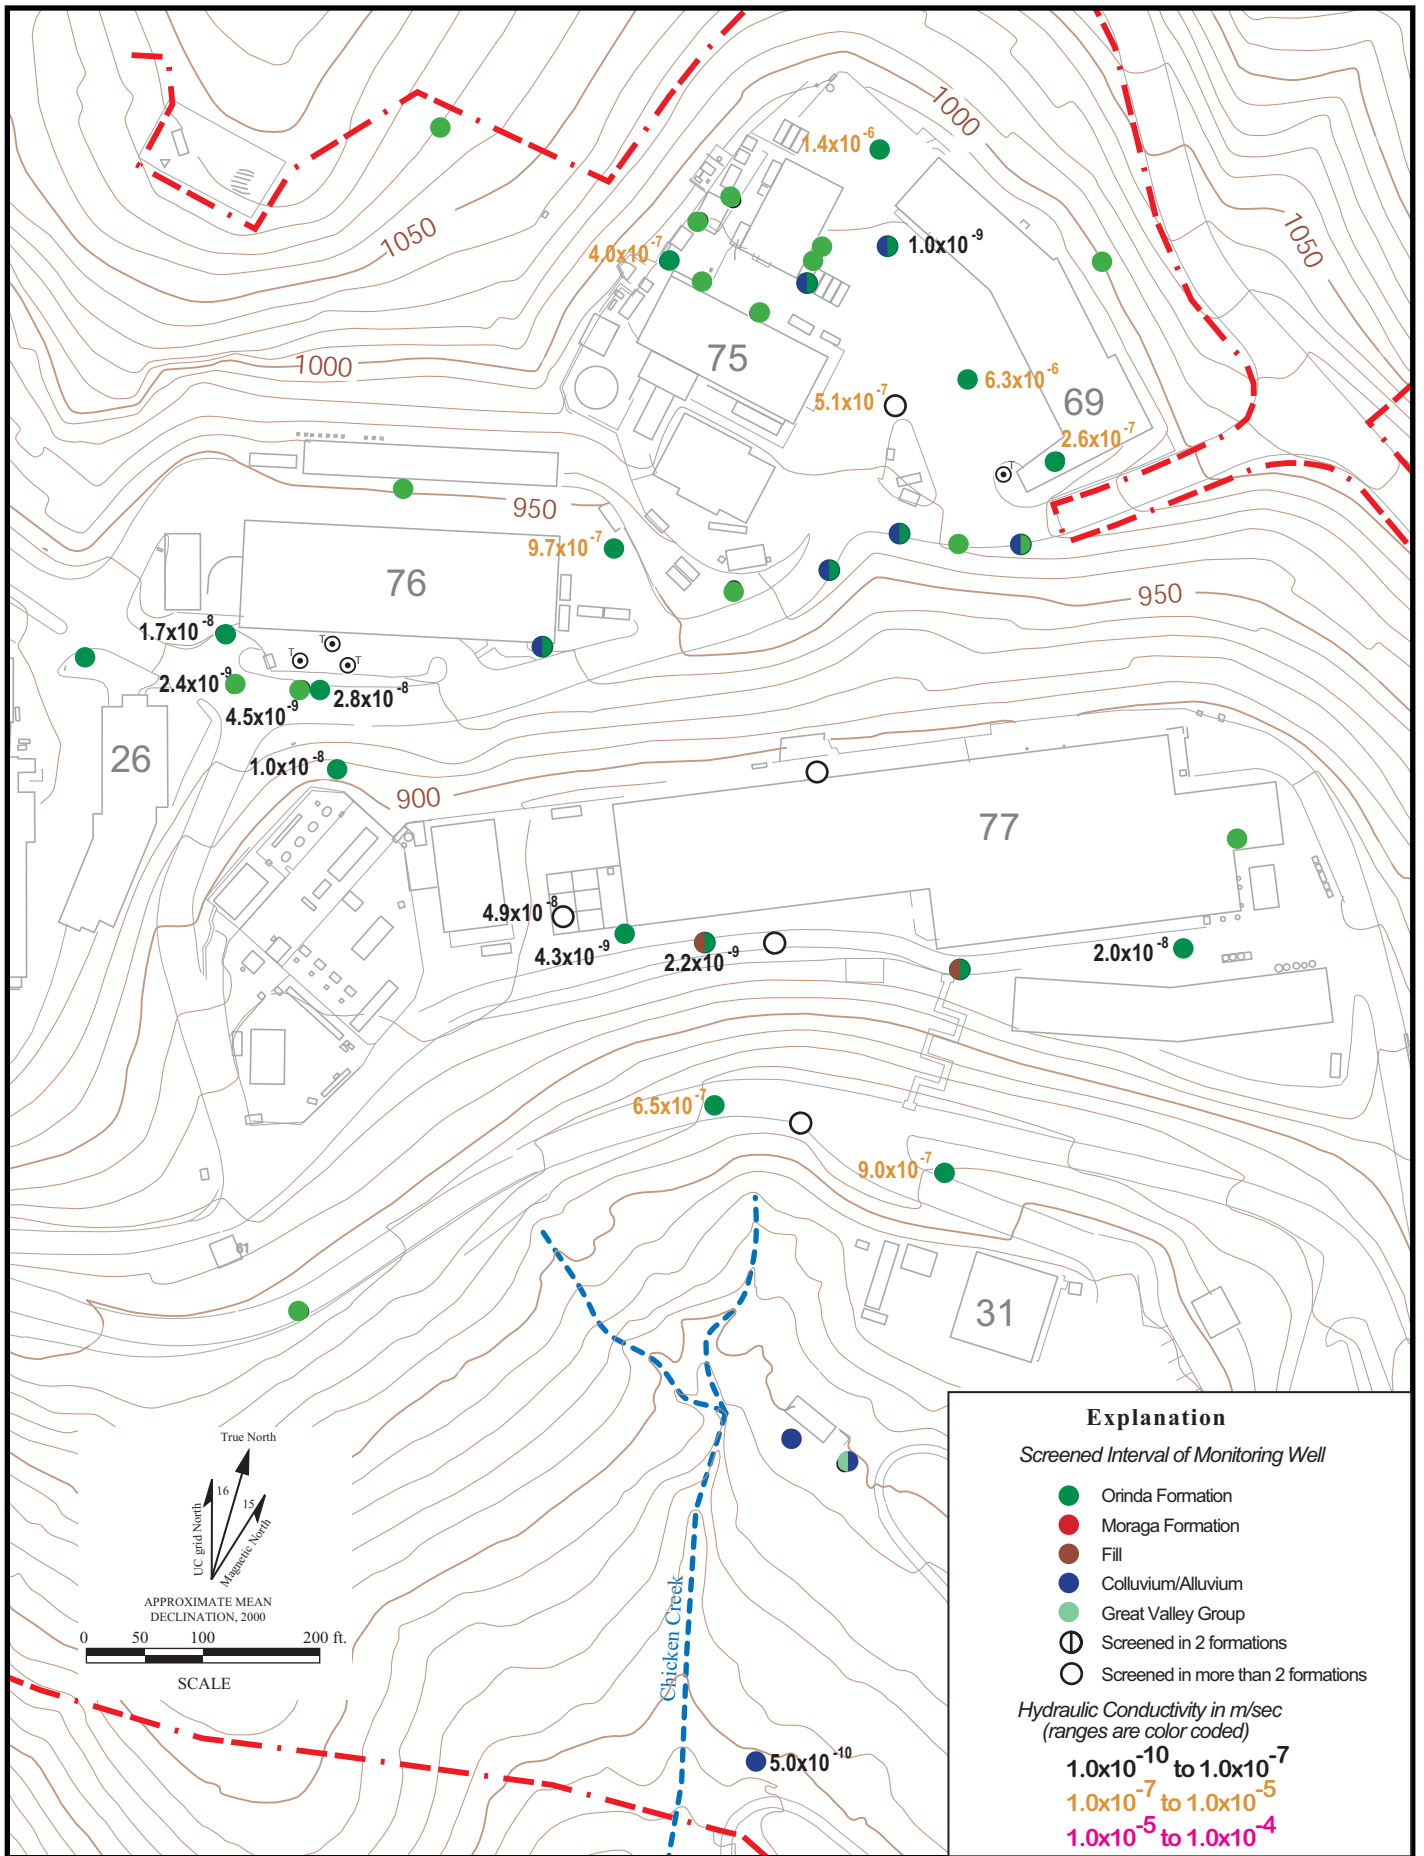 1000
1.4x10-6
1050
1050
1.0x10-9
4.0x10-7
75
1000
6.3x10-6
5.1x10-7
69
2.6x10-7
T
950
9.7x10-7
76
950
1.7x10-8
T
T
T
2.4x10-9
2.8x10-8
4.5x10-9
26
1.0x10-8
900
77
4.9x10-8
4.3x10-9
2.2x10-9
2.0x10-8
6.5x10-7
9.0x10-7
31
Chicken Creek
5.0x10-10
True North
16
15
UC grid North
Magnetic North
APPROXIMATE MEAN
DECLINATION, 2000
0 50 100 200 ft.
SCALE
Explanation
Screened Interval of Monitoring Well
Orinda Formation
Moraga Formation
Fill
Colluvium/Alluvium
Great Valley Group
Screened in 2 formations
Screened in more than 2 formations
Hydraulic Conductivity in m/sec
(ranges are color coded)
1.0x10-10 to 1.0x10-7
1.0x10-7 to 1.0x10-5
1.0x10-5 to 1.0x10-4